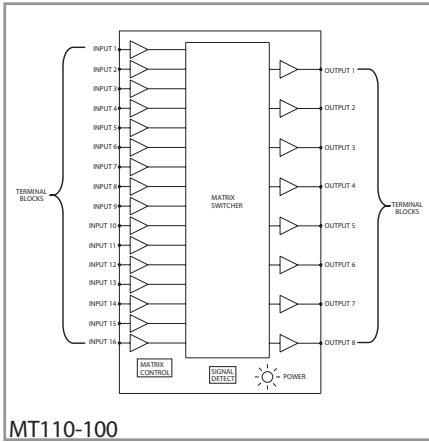 INPUT 1
INPUT 2
INPUT 3
INPUT 4
INPUT 5
INPUT 6
INPUT 7
INPUT 8
INPUT 9
INPUT 10
INPUT 11
INPUT 12
INPUT 13
INPUT 14
INPUT 15
INPUT 16
TERMINAL
BLOCKS
MATRIX
SWITCHER
OUTPUT 1
OUTPUT 2
OUTPUT 3
OUTPUT 4
OUTPUT 5
OUTPUT 6
OUTPUT 7
OUTPUT 8
TERMINAL
BLOCKS
MATRIX
CONTROL
SIGNAL
DETECT
POWER
MT110-100